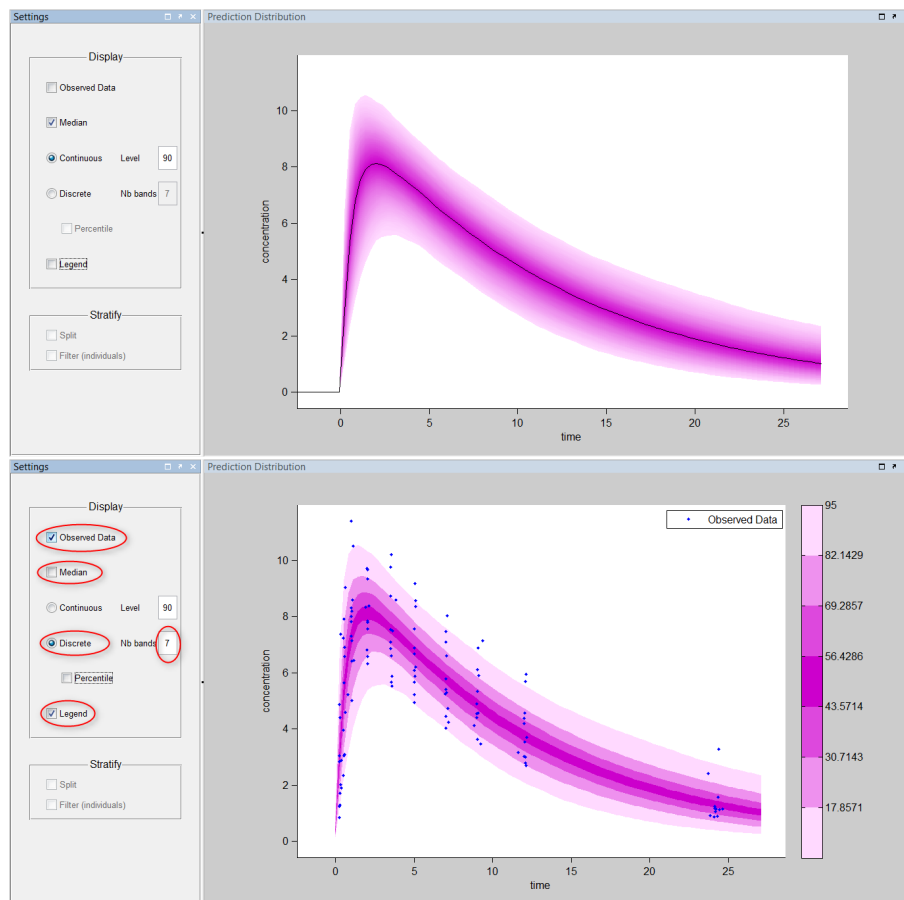 Settings
Prediction Distribution
Display
Observed Data
Median
Continuous Level 90
Discrete Nb bands 7
Percentile
Legend
Stratify
Split
Filter (individuals)
concentration
10
8
6
4
2
0
0 5 10 15 20 25
time
Settings
Prediction Distribution
Display
Observed Data
Median
Continuous Level 90
Discrete Nb bands 7
Percentile
Legend
Stratify
Split
Filter (individuals)
Observed Data
concentration
10
8
6
4
2
0
0 5 10 15 20 25
time
95
82.1429
69.2857
56.4286
43.5714
30.7143
17.8571